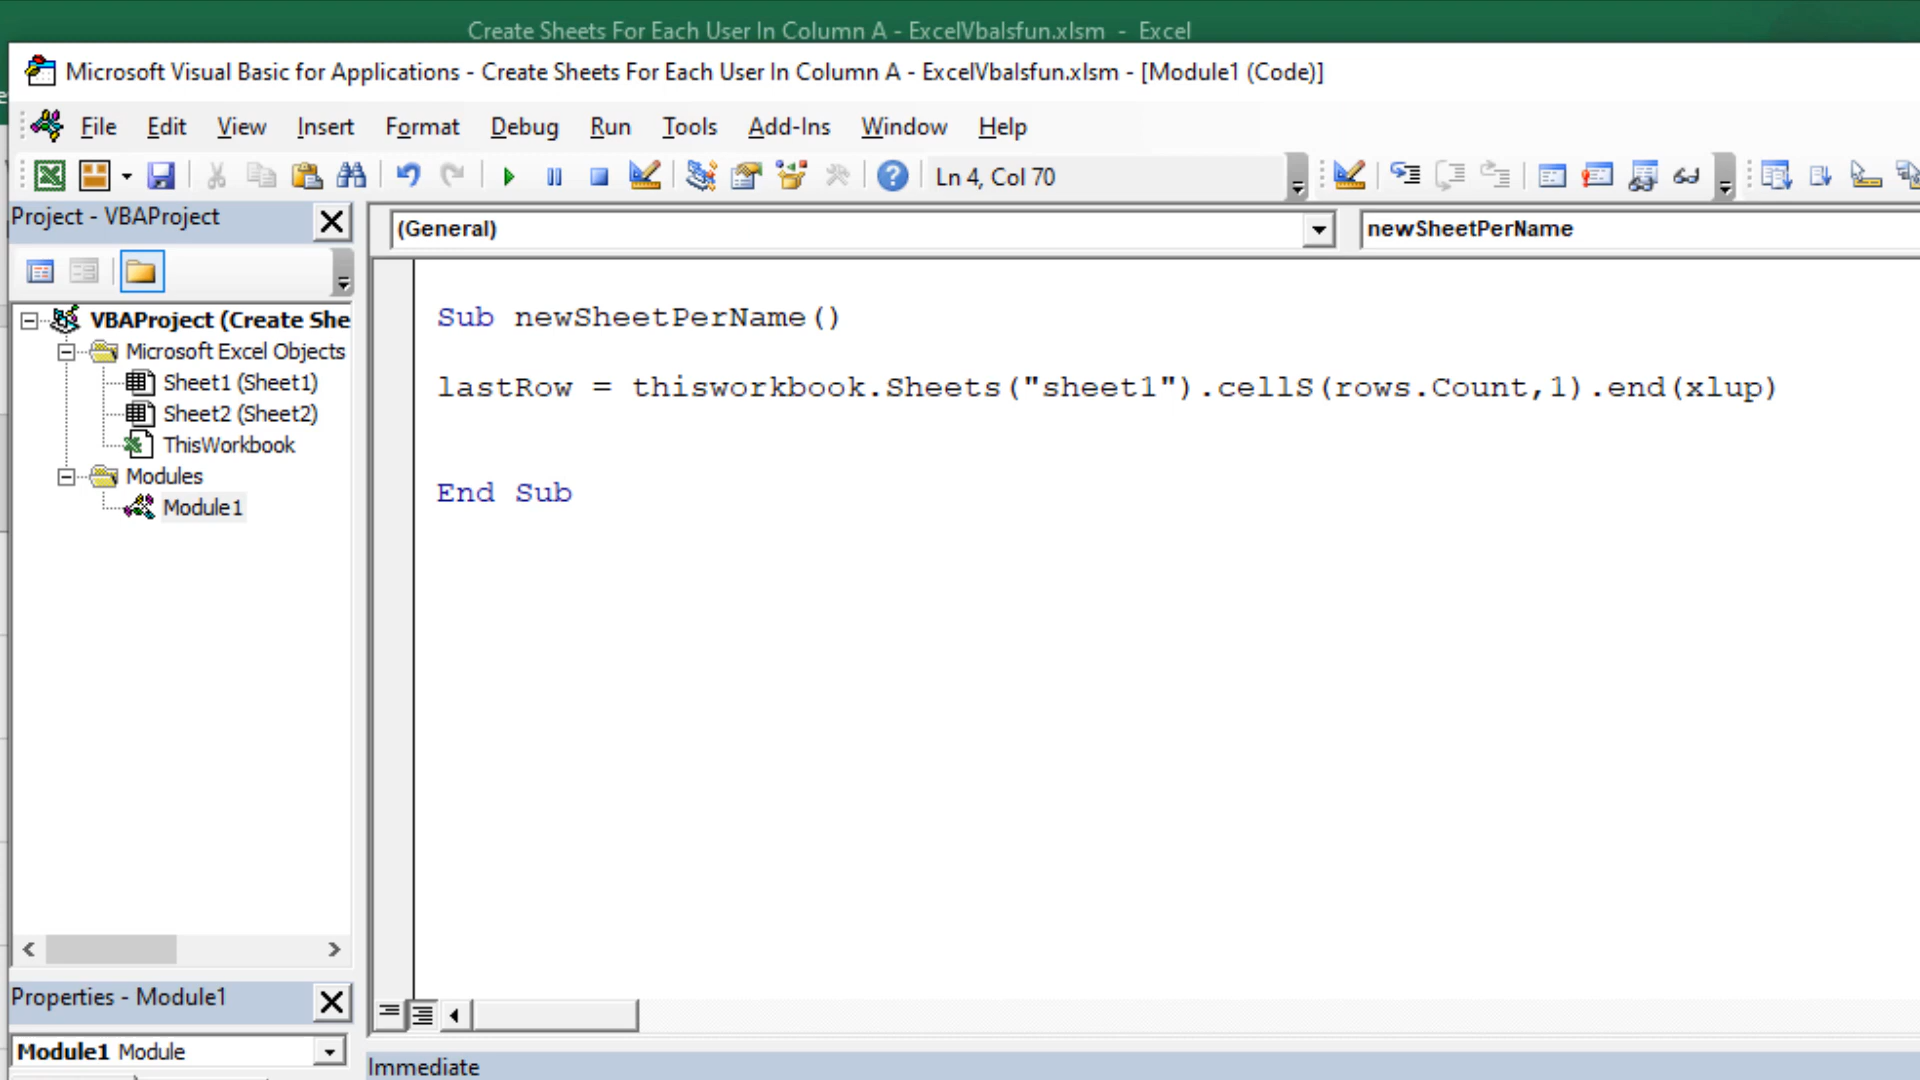 Create Sheets For Each User In Column A - ExcelVbaIsfun.xlsm - Excel
Microsoft Visual Basic for Applications - Create Sheets For Each User In Column A - ExcelVbaIsfun.xlsm - [Module1 (Code)]
File Edit View Insert Format Debug Run Tools Add-Ins Window Help
Ln 4, Col 70
Project - VBAProject
(General)
newSheetPerName
VBAProject (Create She
Microsoft Excel Objects
Sheet1 (Sheet1)
Sheet2 (Sheet2)
ThisWorkbook
Modules
Module1
Sub newSheetPerName()
lastRow = thisworkbook.Sheets("sheet1").cellS(rows.Count,1).end(xlup)
End Sub
Properties - Module1
Module1 Module
Immediate